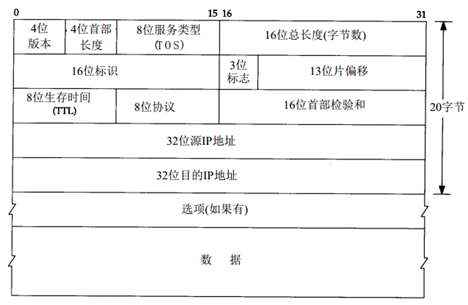 0 15 16 31
4位版本 4位首部长度 8位服务类型(TOS) 16位总长度(字节数)
16位标识 3位标志 13位片偏移
8位生存时间(TTL) 8位协议 16位首部检验和
20字节
32位源IP地址
32位目的IP地址
选项(如果有)
数 据